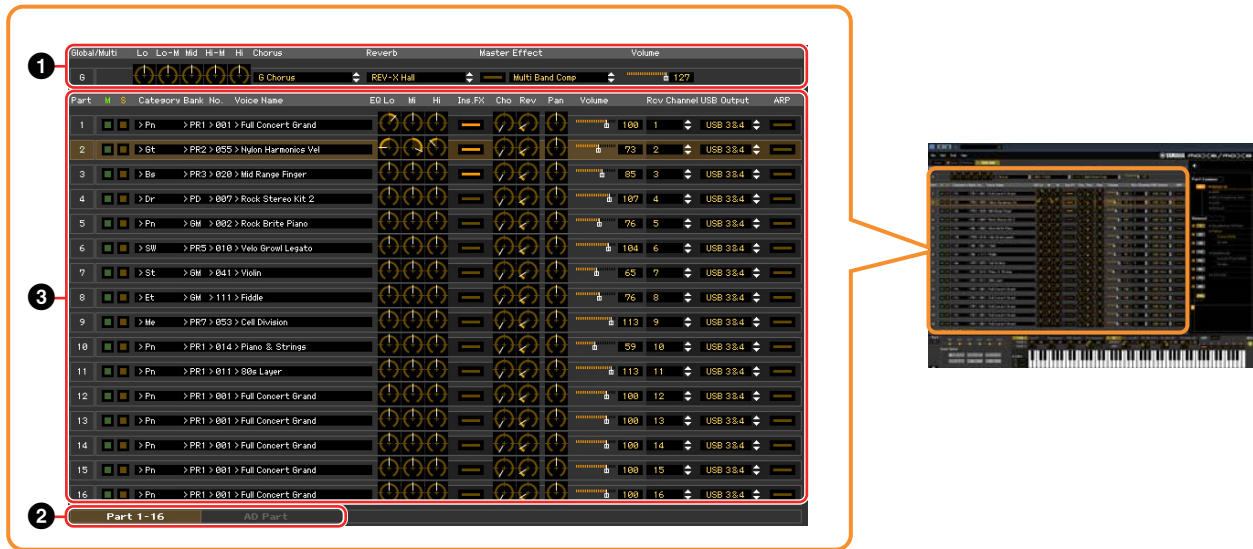 Global/Multi Lo Lo-M Mid Hi-M Hi Chorus Reverb Master Effect Volume
1
G G Chorus REV-X Hall Multi Band Comp 127
Part M S Category Bank No. Voice Name EQ Lo Mi Hi Ins.FX Cho Rev Pan Volume Rcv Channel USB Output ARP
1 > Pn > PR1 > 001 > Full Concert Grand 100 1 USB 3&4
2 > Gt > PR2 > 055 > Nylon Harmonics Vel 73 2 USB 3&4
3 > Bs > PR3 > 020 > Mid Range Finger 85 3 USB 3&4
4 > Dr > PD > 007 > Rock Stereo Kit 2 107 4 USB 3&4
5 > Pn > GM > 002 > Rock Brite Piano 76 5 USB 3&4
6 > SW > PR5 > 010 > Velo Growl Legato 104 6 USB 3&4
7 > St > GM > 041 > Violin 65 7 USB 3&4
3
8 > Et > GM > 111 > Fiddle 76 8 USB 3&4
9 > Me > PR7 > 053 > Cell Division 113 9 USB 3&4
10 > Pn > PR1 > 014 > Piano & Strings 59 10 USB 3&4
11 > Pn > PR1 > 011 > 80s Layer 113 11 USB 3&4
12 > Pn > PR1 > 001 > Full Concert Grand 100 12 USB 3&4
13 > Pn > PR1 > 001 > Full Concert Grand 100 13 USB 3&4
14 > Pn > PR1 > 001 > Full Concert Grand 100 14 USB 3&4
15 > Pn > PR1 > 001 > Full Concert Grand 100 15 USB 3&4
16 > Pn > PR1 > 001 > Full Concert Grand 100 16 USB 3&4
2
Part 1-16 AD Part